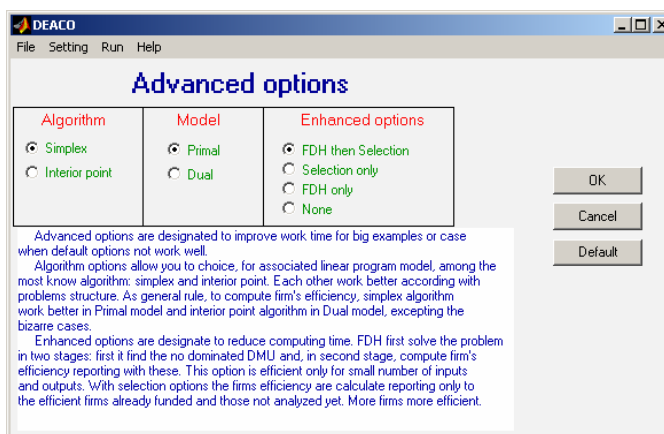 DEACO
File Setting Run Help
Advanced options
Algorithm
Simplex
Interior point
Model
Primal
Dual
Enhanced options
FDH then Selection
Selection only
FDH only
None
OK
Cancel
Default
Advanced options are designated to improve work time for big examples or case
when default options not work well.
Algorithm options allow you to choice, for associated linear program model, among the
most know algorithm: simplex and interior point. Each other work better according with
problems structure. As general rule, to compute firm's efficiency, simplex algorithm
work better in Primal model and interior point algorithm in Dual model, excepting the
bizarre cases.
Enhanced options are designate to reduce computing time. FDH first solve the problem
in two stages: first it find the no dominated DMU and, in second stage, compute firm's
efficiency reporting with these. This option is efficient only for small number of inputs
and outputs. With selection options the firms efficiency are calculate reporting only to
the efficient firms already funded and those not analyzed yet. More firms more efficient.